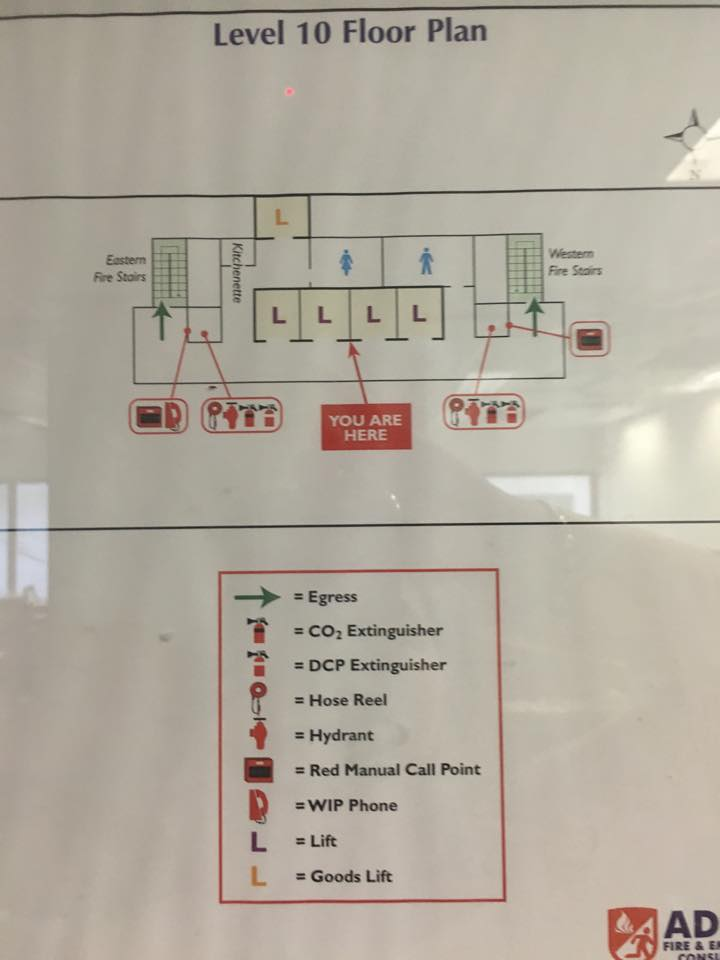 Level 10 Floor Plan
N
L
Eastern
Fire Stairs
Kitchenette
Western
Fire Stairs
L L L L
YOU ARE
HERE
= Egress
= CO₂ Extinguisher
= DCP Extinguisher
= Hose Reel
= Hydrant
= Red Manual Call Point
= WIP Phone
L = Lift
L = Goods Lift
AD
FIRE & E
CONSU